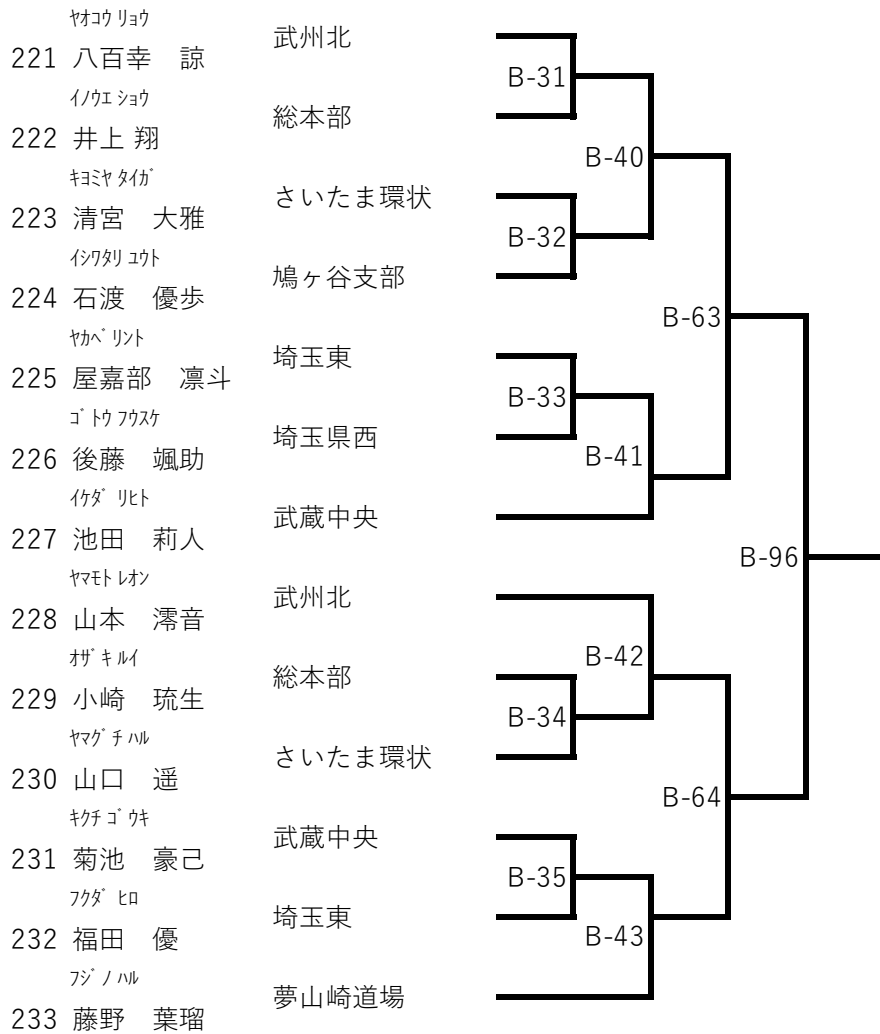 ﾔｵｺｳ ﾘｮｳ
武州北
221 八百幸　諒
B-31
ｲﾉｳｴ ｼｮｳ
総本部
222 井上 翔
B-40
ｷﾖﾐﾔ ﾀｲｶﾞ
さいたま環状
223 清宮　大雅
B-32
ｲｼﾜﾀﾘ ﾕｳﾄ
鳩ヶ谷支部
224 石渡　優歩
B-63
ﾔｶﾍﾞ ﾘﾝﾄ
埼玉東
225 屋嘉部　凛斗
B-33
ｺﾞﾄｳ ﾌｳｽｹ
埼玉県西
226 後藤　颯助
B-41
ｲｹﾀﾞ ﾘﾋﾄ
武蔵中央
227 池田　莉人
B-96
ﾔﾏﾓﾄ ﾚｵﾝ
武州北
228 山本　澪音
B-42
ｵｻﾞｷ ﾙｲ
総本部
229 小崎　琉生
B-34
ﾔﾏｸﾞﾁ ﾊﾙ
さいたま環状
230 山口　遥
B-64
ｷｸﾁ ｺﾞｳｷ
武蔵中央
231 菊池　豪己
B-35
ﾌｸﾀﾞ ﾋﾛ
埼玉東
232 福田　優
B-43
ﾌｼﾞﾉ ﾊﾙ
夢山崎道場
233 藤野　葉瑠